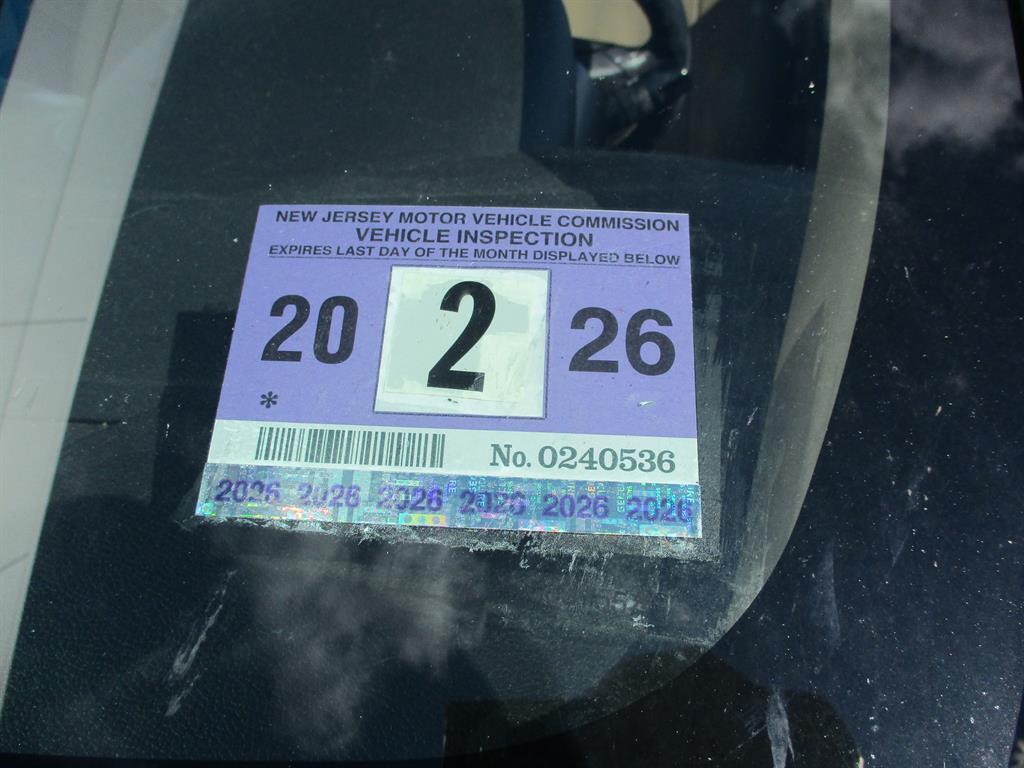 NEW JERSEY MOTOR VEHICLE COMMISSION
VEHICLE INSPECTION
EXPIRES LAST DAY OF THE MONTH DISPLAYED BELOW
20 2 26
*
No. 0240536
2026 2026 2026 2026 2026 2026